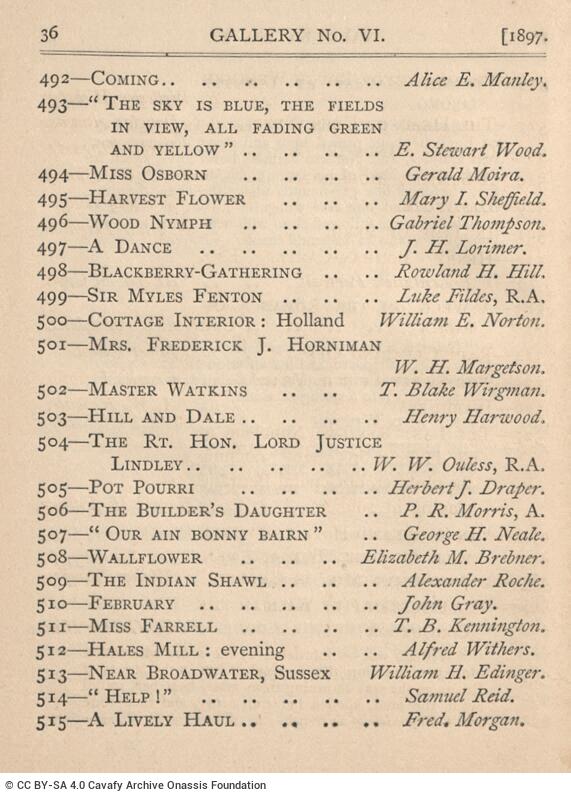 36 GALLERY No. VI. [1897.
492—Coming.. .. .. .. .. .. Alice E. Manley.
493—“The sky is blue, the fields
in view, all fading green
and yellow” .. .. .. .. E. Stewart Wood.
494—Miss Osborn .. .. .. .. Gerald Moira.
495—Harvest Flower .. .. .. Mary I. Sheffield.
496—Wood Nymph .. .. .. .. Gabriel Thompson.
497—A Dance .. .. .. .. .. J. H. Lorimer.
498—Blackberry-Gathering .. .. Rowland H. Hill.
499—Sir Myles Fenton .. .. .. Luke Fildes, R.A.
500—Cottage Interior: Holland William E. Norton.
501—Mrs. Frederick J. Horniman
W. H. Margetson.
502—Master Watkins .. .. .. T. Blake Wirgman.
503—Hill and Dale .. .. .. .. Henry Harwood.
504—The Rt. Hon. Lord Justice
Lindley.. .. .. .. .. .. W. W. Ouless, R.A.
505—Pot Pourri .. .. .. .. Herbert J. Draper.
506—The Builder's Daughter .. P. R. Morris, A.
507—“Our ain bonny bairn” .. George H. Neale.
508—Wallflower .. .. .. .. Elizabeth M. Brebner.
509—The Indian Shawl .. .. .. Alexander Roche.
510—February .. .. .. .. .. John Gray.
511—Miss Farrell .. .. .. .. T. B. Kennington.
512—Hales Mill: evening .. .. Alfred Withers.
513—Near Broadwater, Sussex William H. Edinger.
514—“Help!” .. .. .. .. .. Samuel Reid.
515—A Lively Haul .. .. .. .. Fred. Morgan.
© CC BY-SA 4.0 Cavafy Archive Onassis Foundation